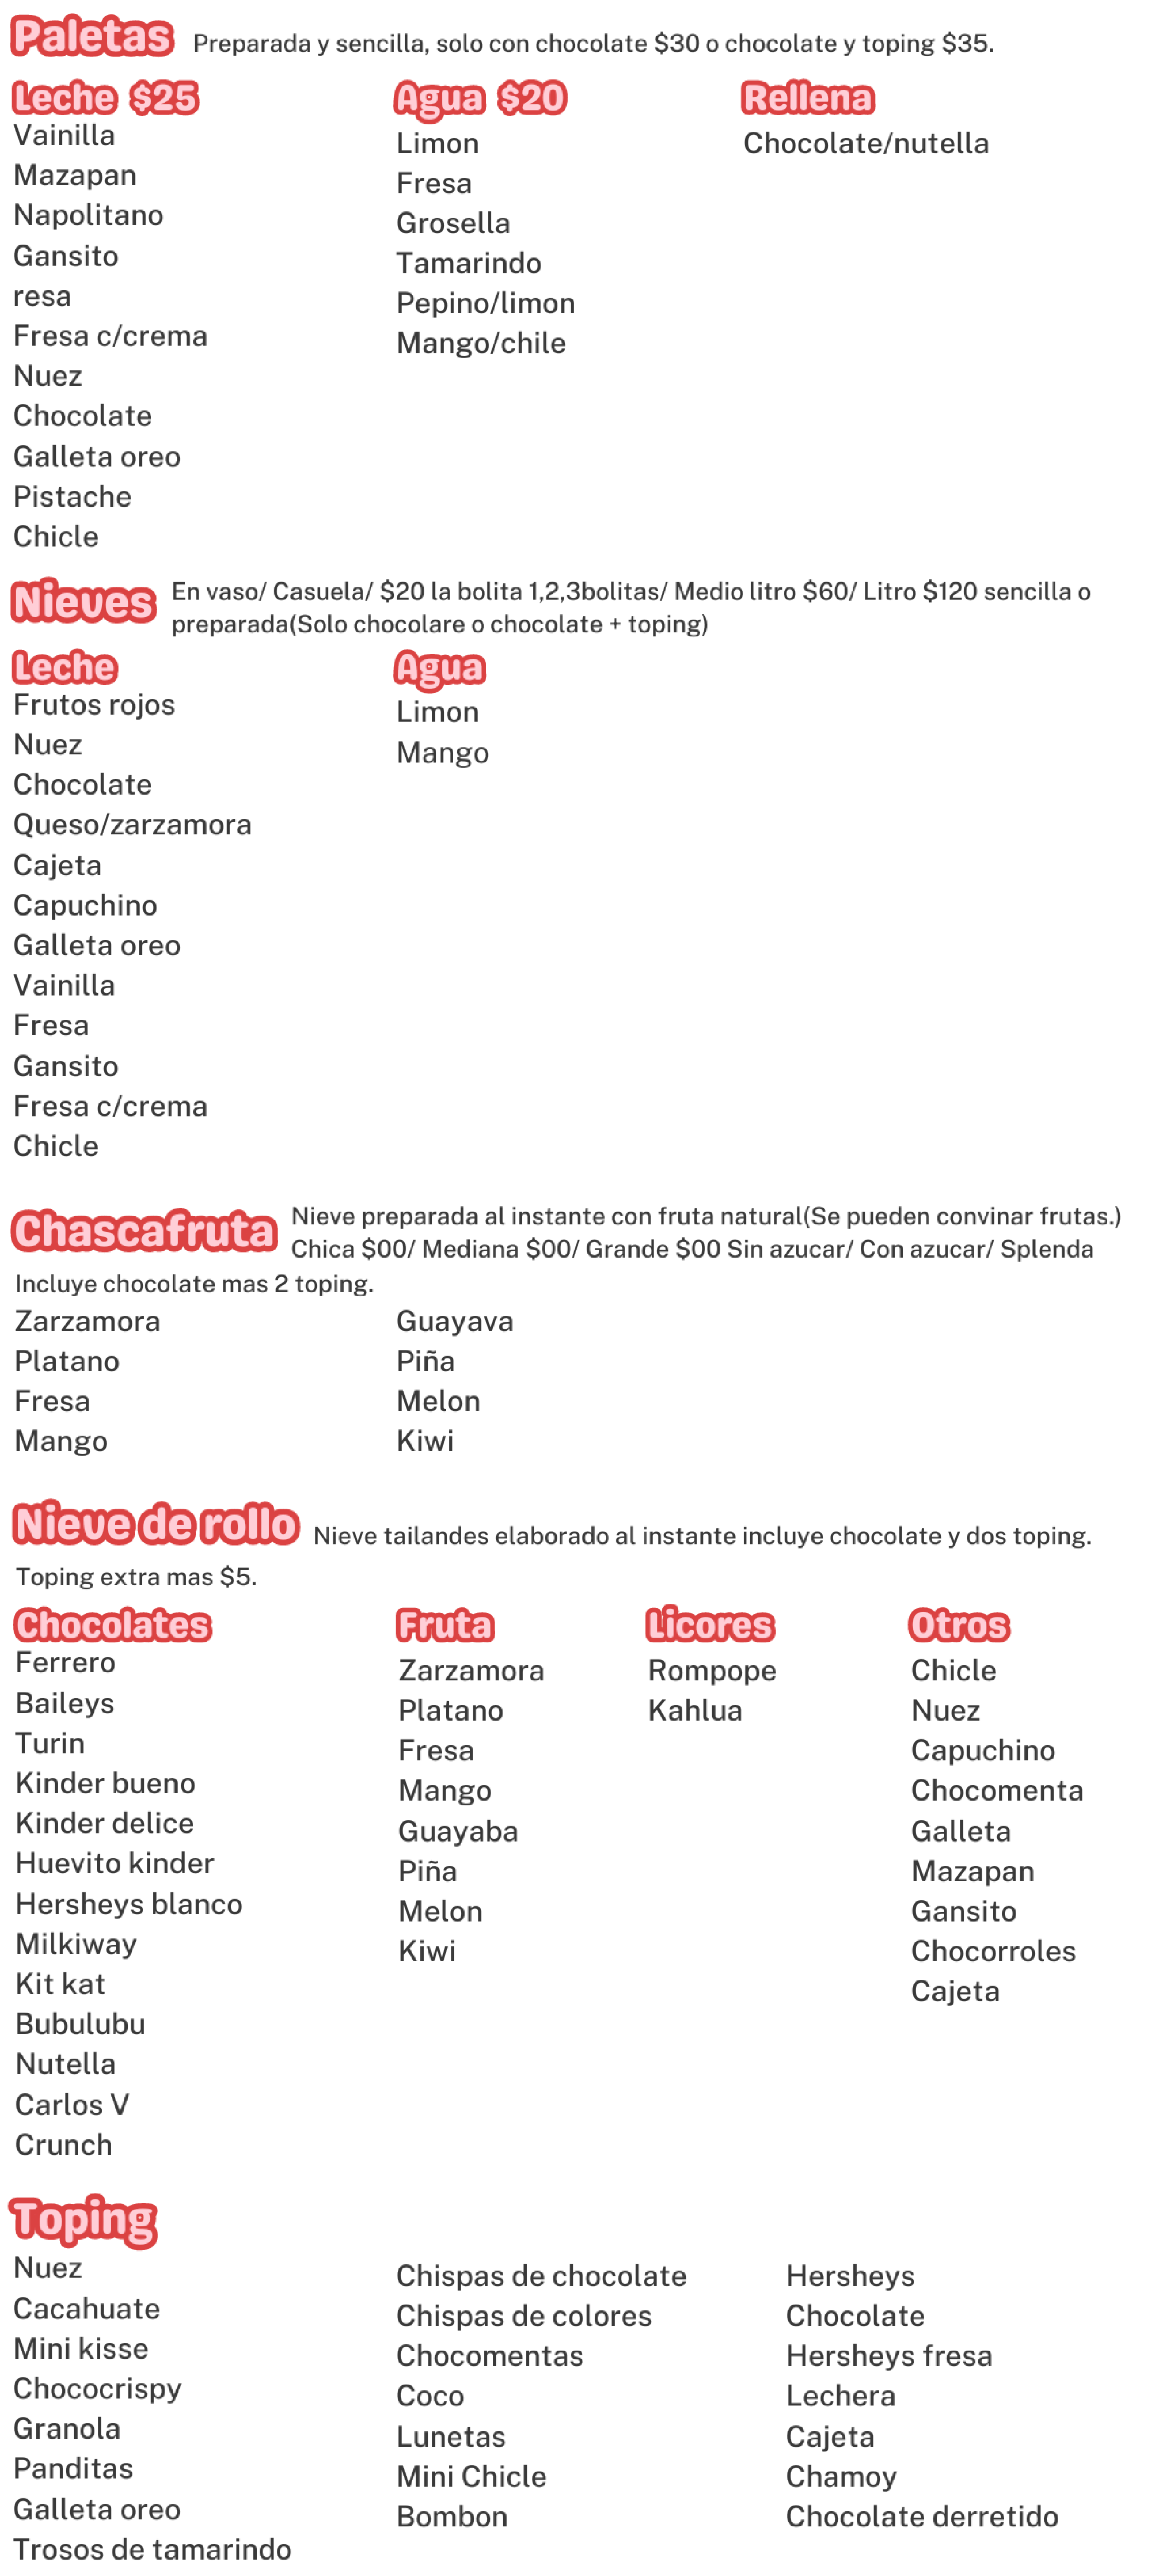 Paletas Preparada y sencilla, solo con chocolate $30 o chocolate y toping $35.
Leche $25
Vainilla
Mazapan
Napolitano
Gansito
resa
Fresa c/crema
Nuez
Chocolate
Galleta oreo
Pistache
Chicle
Agua $20
Limon
Fresa
Grosella
Tamarindo
Pepino/limon
Mango/chile
Rellena
Chocolate/nutella
Nieves En vaso/ Casuela/ $20 la bolita 1,2,3bolitas/ Medio litro $60/ Litro $120 sencilla o
preparada(Solo chocolare o chocolate + toping)
Leche
Frutos rojos
Nuez
Chocolate
Queso/zarzamora
Cajeta
Capuchino
Galleta oreo
Vainilla
Fresa
Gansito
Fresa c/crema
Chicle
Agua
Limon
Mango
Chascafruta Nieve preparada al instante con fruta natural(Se pueden convinar frutas.)
Chica $00/ Mediana $00/ Grande $00 Sin azucar/ Con azucar/ Splenda
Incluye chocolate mas 2 toping.
Zarzamora
Platano
Fresa
Mango
Guayava
Piña
Melon
Kiwi
Nieve de rollo Nieve tailandes elaborado al instante incluye chocolate y dos toping.
Toping extra mas $5.
Chocolates
Ferrero
Baileys
Turin
Kinder bueno
Kinder delice
Huevito kinder
Hersheys blanco
Milkiway
Kit kat
Bubulubu
Nutella
Carlos V
Crunch
Fruta
Zarzamora
Platano
Fresa
Mango
Guayaba
Piña
Melon
Kiwi
Licores
Rompope
Kahlua
Otros
Chicle
Nuez
Capuchino
Chocomenta
Galleta
Mazapan
Gansito
Chocorroles
Cajeta
Toping
Nuez
Cacahuate
Mini kisse
Chococrispy
Granola
Panditas
Galleta oreo
Trosos de tamarindo
Chispas de chocolate
Chispas de colores
Chocomentas
Coco
Lunetas
Mini Chicle
Bombon
Hersheys
Chocolate
Hersheys fresa
Lechera
Cajeta
Chamoy
Chocolate derretido